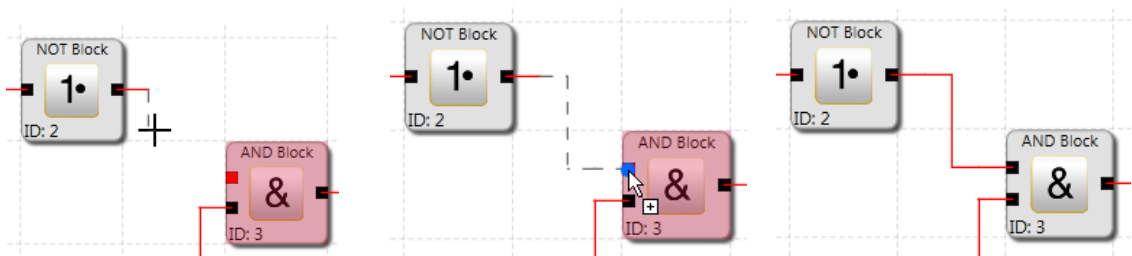 NOT Block
1•
ID: 2
AND Block
&
ID: 3
NOT Block
1•
ID: 2
AND Block
&
ID: 3
NOT Block
1•
ID: 2
AND Block
&
ID: 3